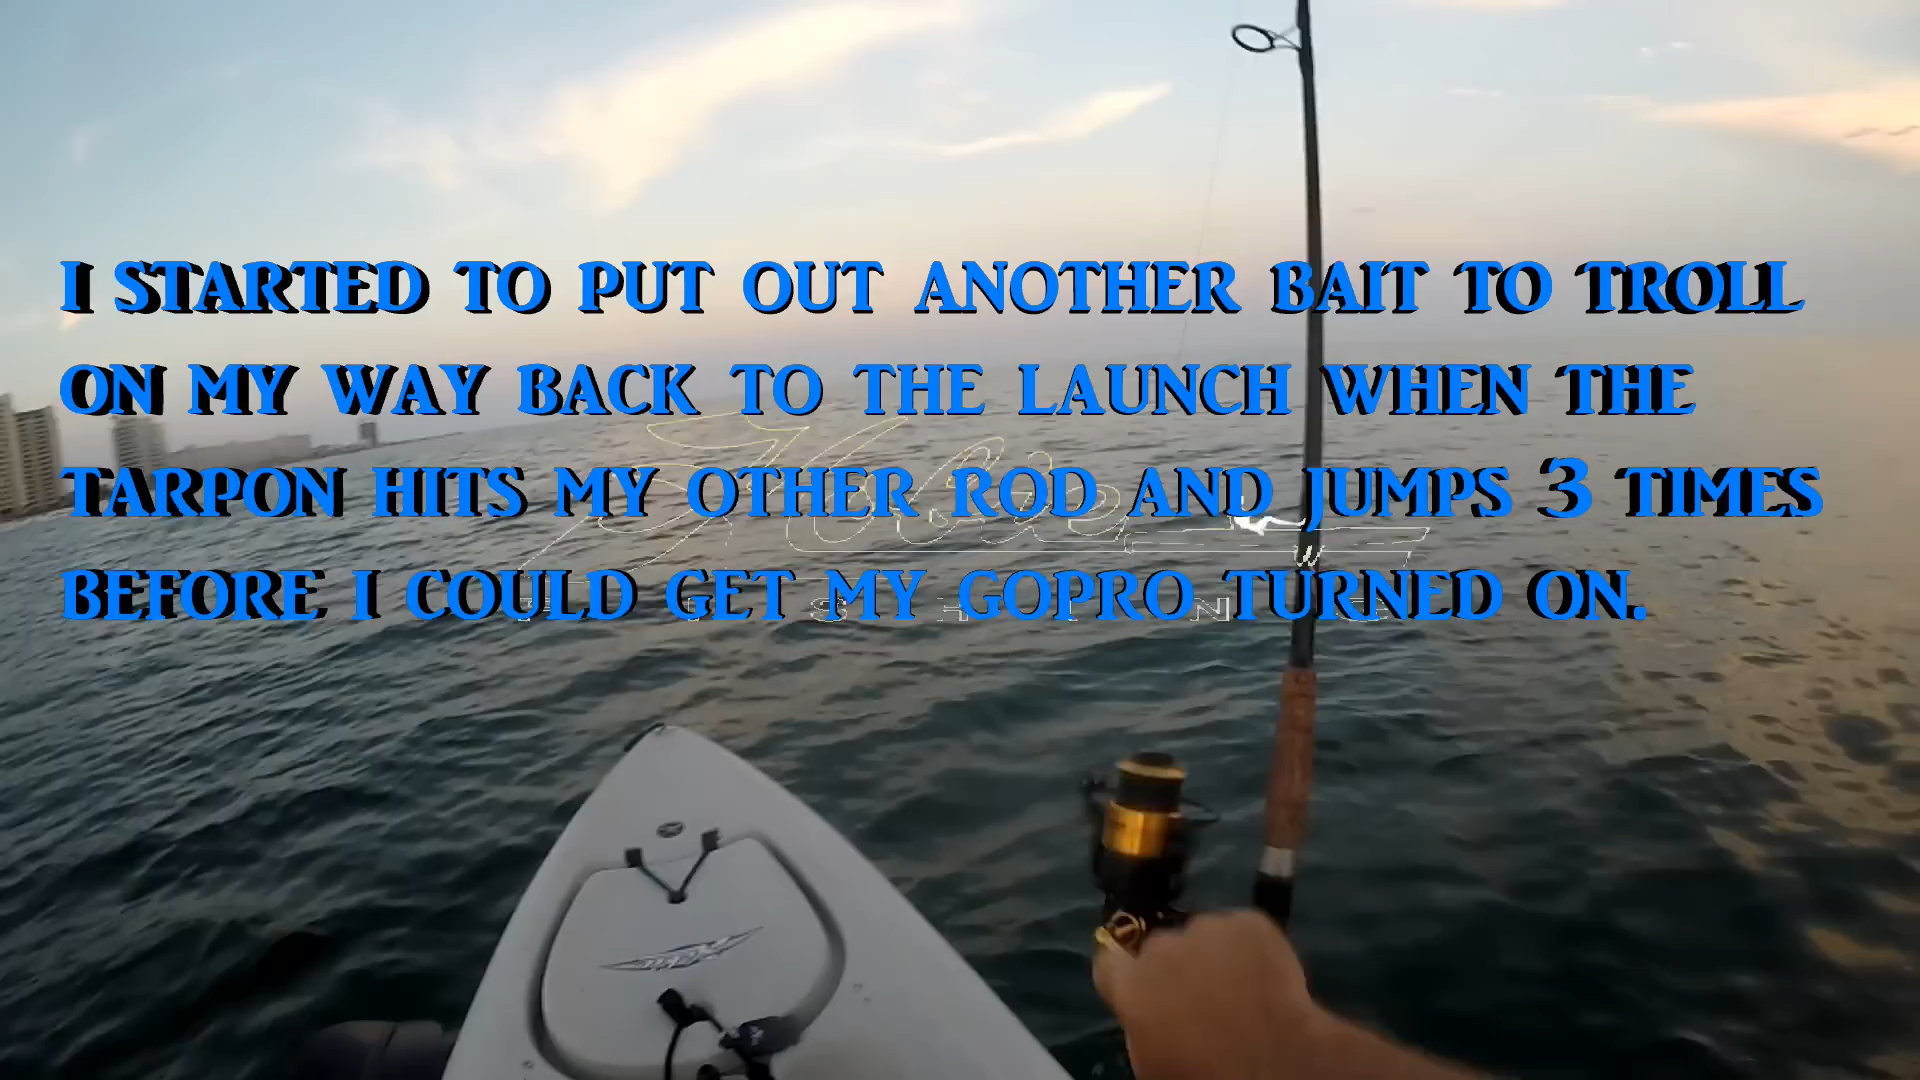 I STARTED TO PUT OUT ANOTHER BAIT TO TROLL
ON MY WAY BACK TO THE LAUNCH WHEN THE
TARPON HITS MY OTHER ROD AND JUMPS 3 TIMES
BEFORE I COULD GET MY GOPRO TURNED ON.